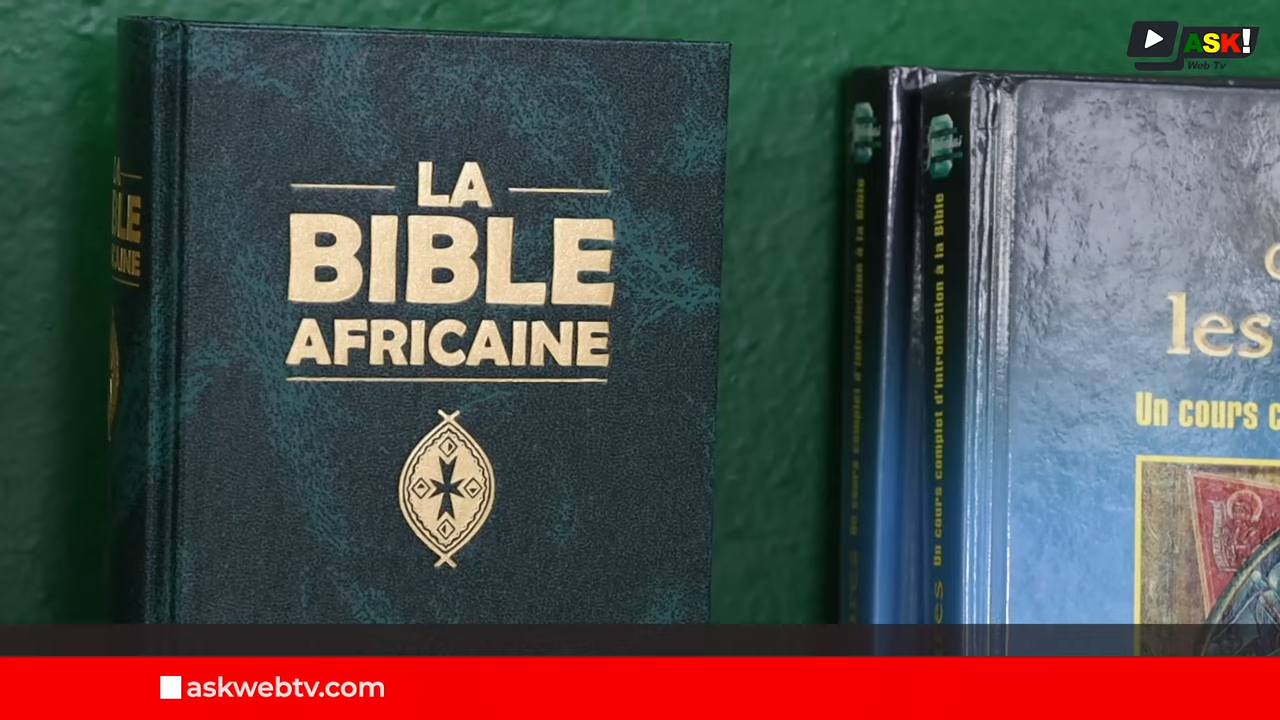 ASK!
Web Tv
LA
BIBLE
AFRICAINE
LA
BIBLE
AFRICAINE
Un cours complet d'introduction à la Bible
Un cours complet d'introduction à la Bible
les
Un cours
askwebtv.com